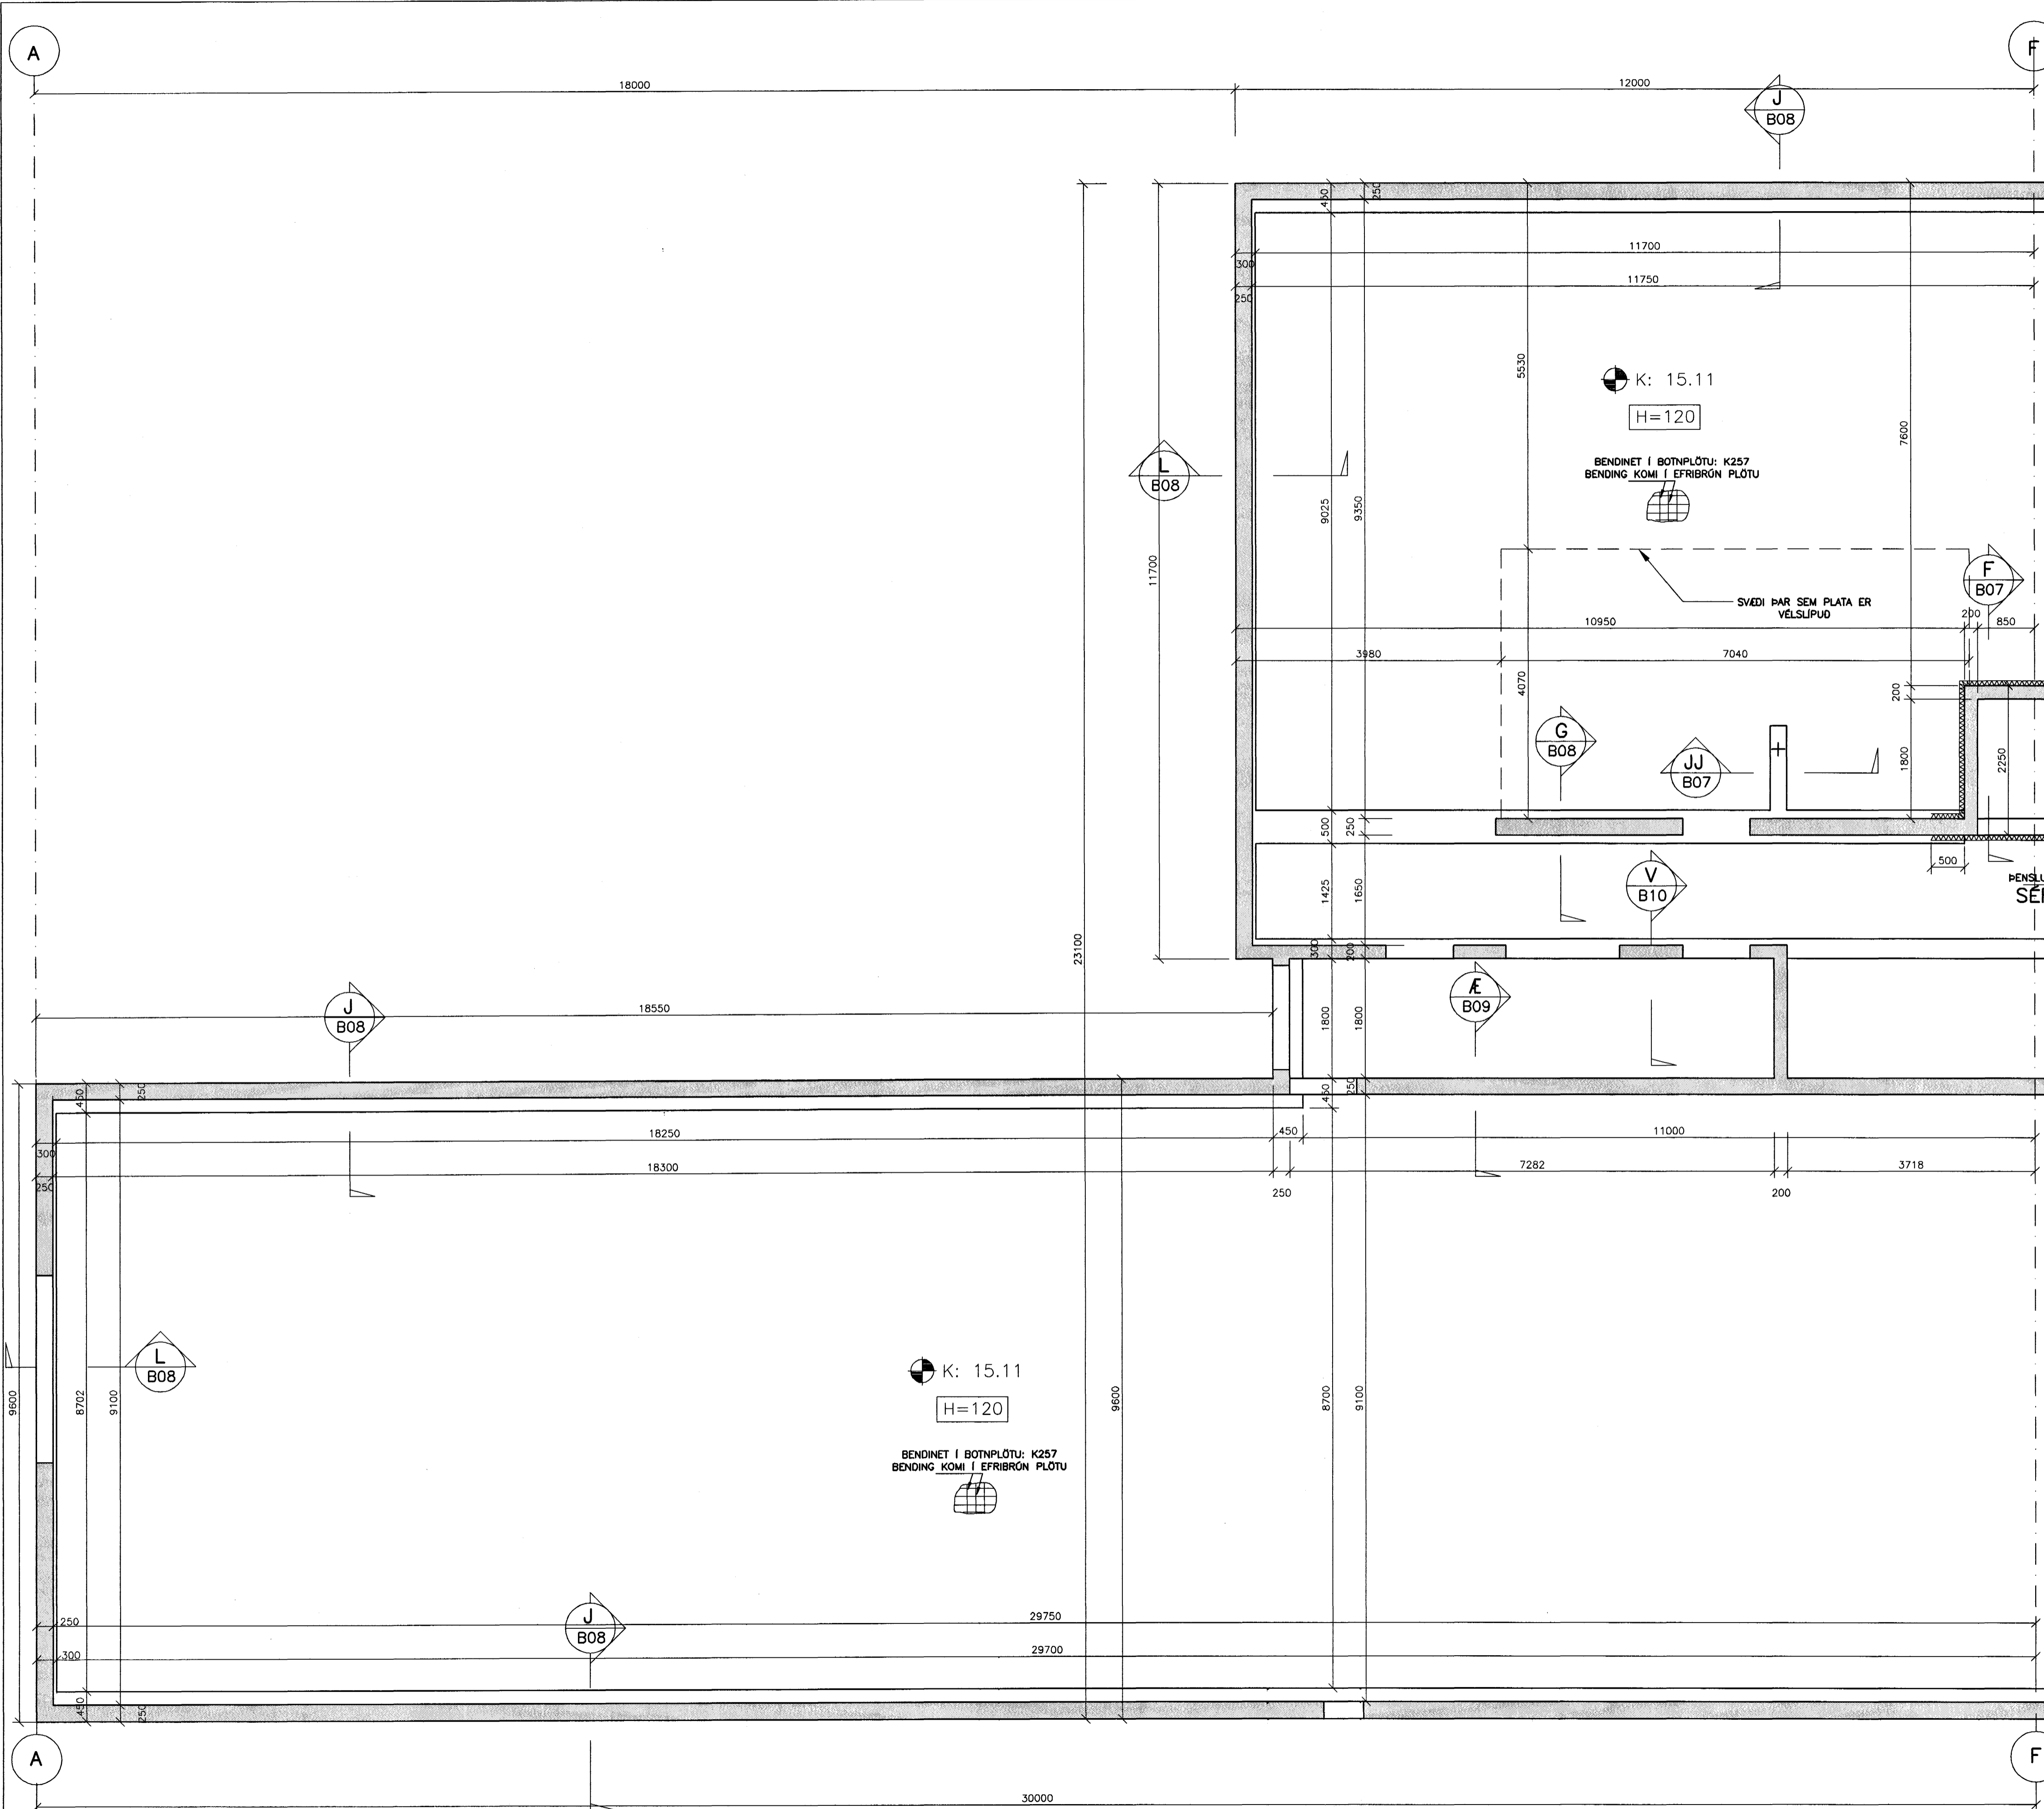 A
F
18000
12000
J
B08
450
250
11700
300
11750
250
5530
K: 15.11
H=120
7600
BENDINET Í BOTNPLÖTU: K257
BENDING KOMI Í EFRIBRÚN PLÖTU
L
B08
9025
9350
11700
F
B07
SVÆÐI ÞAR SEM PLATA ER
VÉLSLÍPUÐ
200
10950
850
3980
7040
4070
200
G
B08
JJ
B07
1800
2250
500
250
500
V
B10
1425
1650
23100
300
200
J
B08
18550
Æ
B09
1800
1800
450
250
450
250
18250
450
11000
300
18300
7282
3718
250
250
200
L
B08
K: 15.11
H=120
9600
8702
9100
9600
8700
9100
BENDINET Í BOTNPLÖTU: K257
BENDING KOMI Í EFRIBRÚN PLÖTU
J
B08
250
29750
300
29700
450
250
A
F
30000